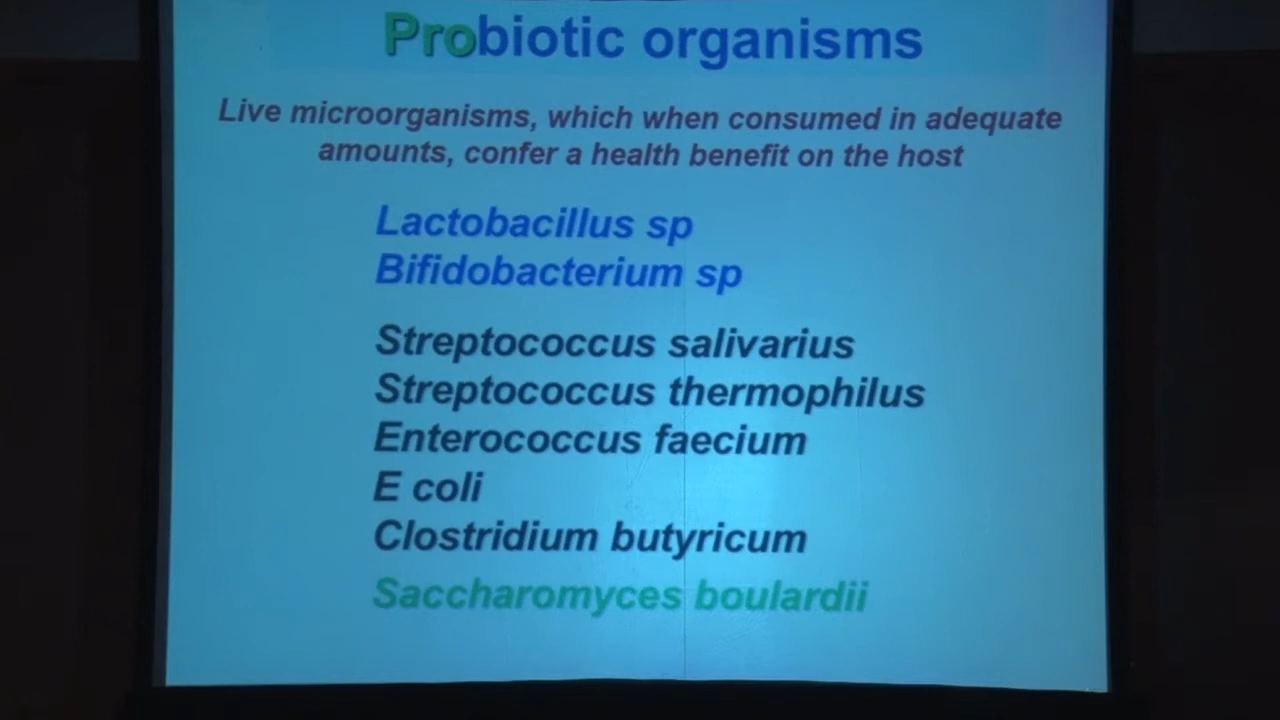 Probiotic organisms
Live microorganisms, which when consumed in adequate
amounts, confer a health benefit on the host
Lactobacillus sp
Bifidobacterium sp
Streptococcus salivarius
Streptococcus thermophilus
Enterococcus faecium
E coli
Clostridium butyricum
Saccharomyces boulardii